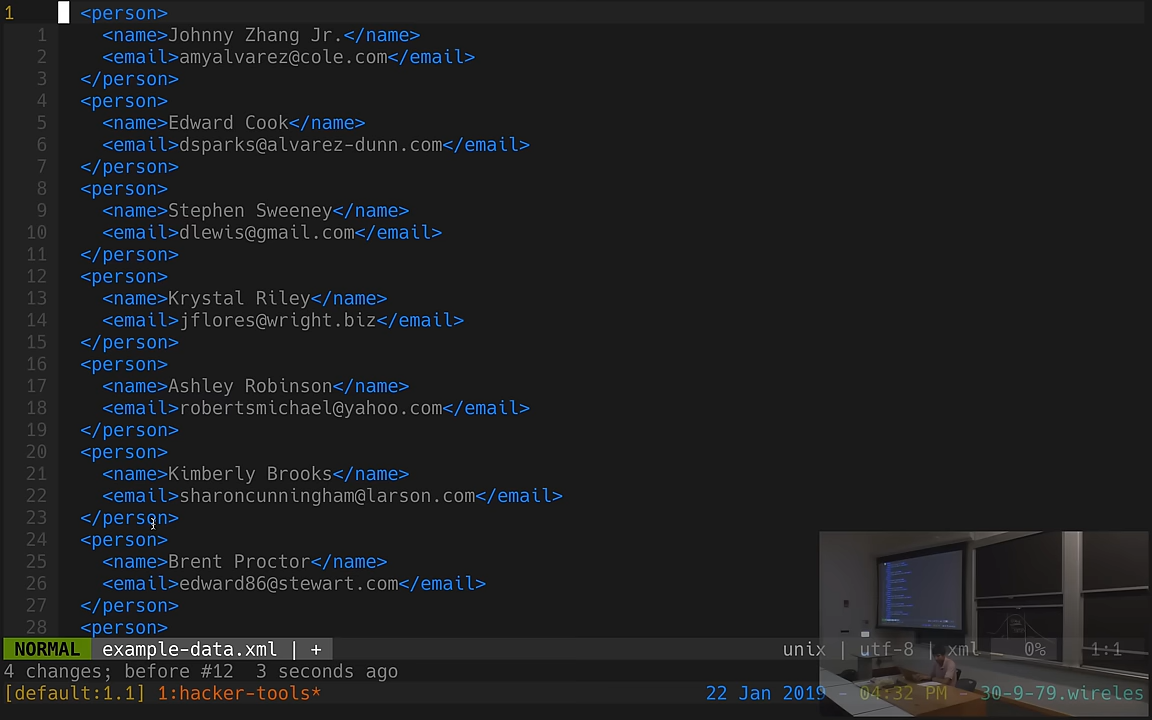 1 <person>
1 <name>Johnny Zhang Jr.</name>
2 <email>amyalvarez@cole.com</email>
3 </person>
4 <person>
5 <name>Edward Cook</name>
6 <email>dsparks@alvarez-dunn.com</email>
7 </person>
8 <person>
9 <name>Stephen Sweeney</name>
10 <email>dlewis@gmail.com</email>
11 </person>
12 <person>
13 <name>Krystal Riley</name>
14 <email>jflores@wright.biz</email>
15 </person>
16 <person>
17 <name>Ashley Robinson</name>
18 <email>robertsmichael@yahoo.com</email>
19 </person>
20 <person>
21 <name>Kimberly Brooks</name>
22 <email>sharoncunningham@larson.com</email>
23 </person>
24 <person>
25 <name>Brent Proctor</name>
26 <email>edward86@stewart.com</email>
27 </person>
28 <person>
NORMAL example-data.xml | + unix | utf-8 | xml 0% 1:1
4 changes; before #12 3 seconds ago
[default:1.1] 1:hacker-tools* 22 Jan 2019 - 04:32 PM - 30-9-79.wireles